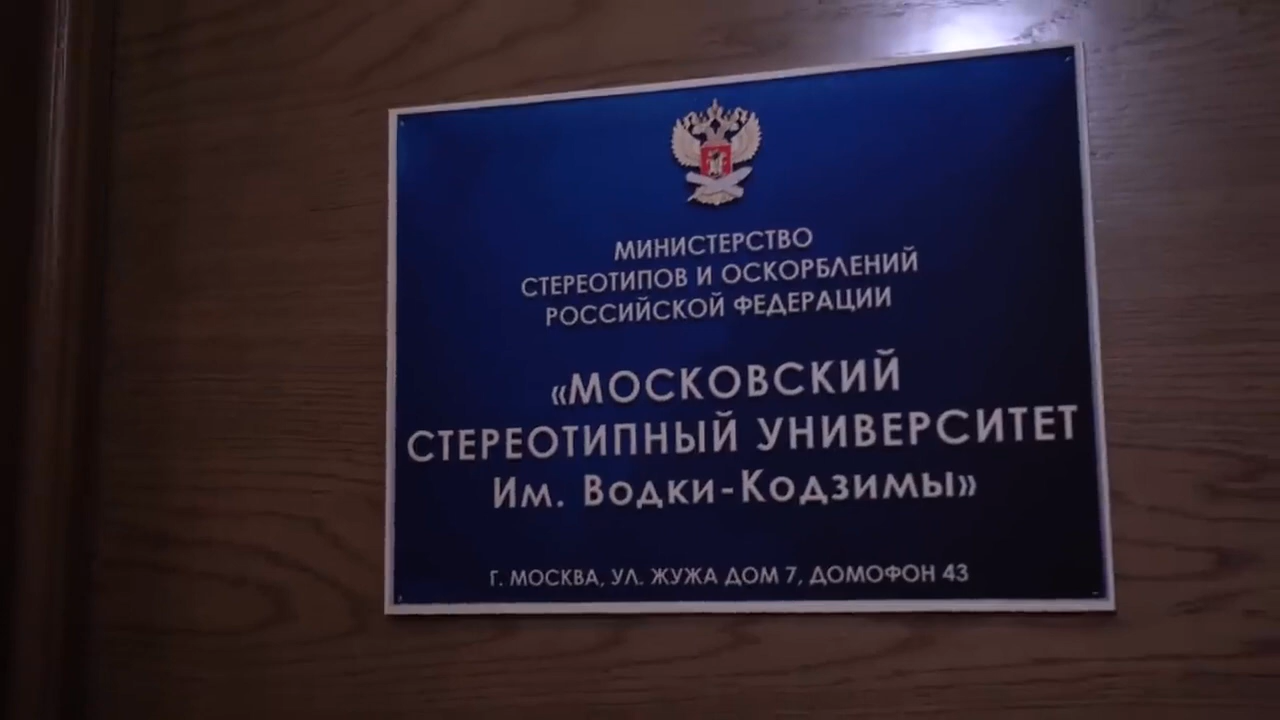 МИНИСТЕРСТВО
СТЕРЕОТИПОВ И ОСКОРБЛЕНИЙ
РОССИЙСКОЙ ФЕДЕРАЦИИ
«МОСКОВСКИЙ
СТЕРЕОТИПНЫЙ УНИВЕРСИТЕТ
Им. Водки-Кодзимы»
Г. МОСКВА, УЛ. ЖУЖА ДОМ 7, ДОМОФОН 43